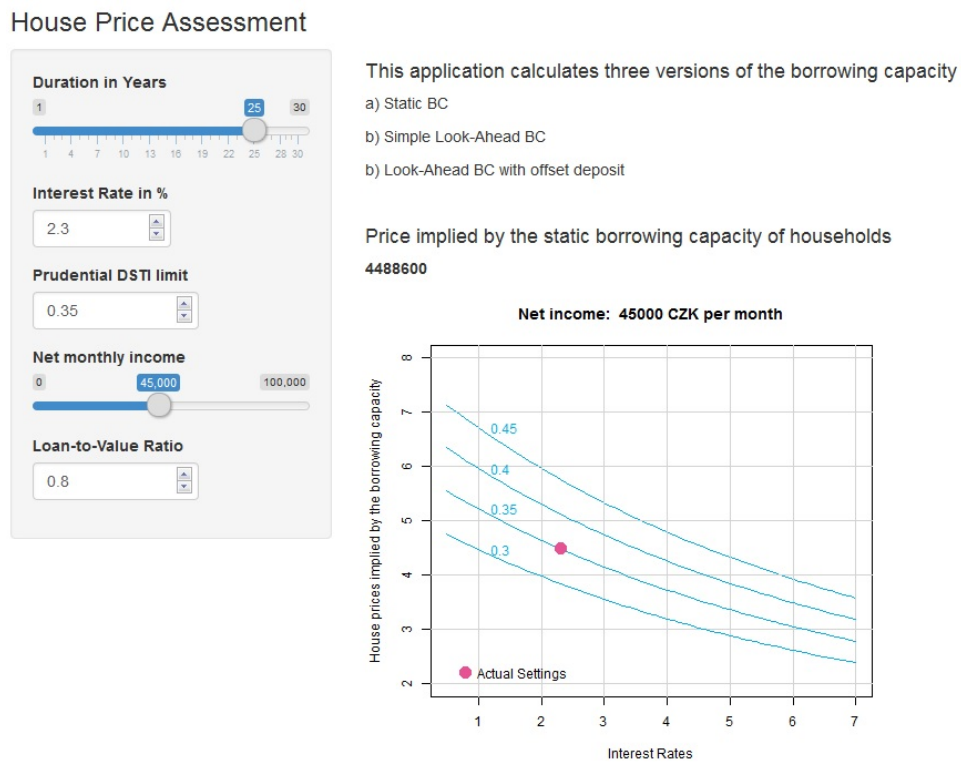 House Price Assessment
Duration in Years
1 25 30
1 4 7 10 13 16 19 22 25 28 30
Interest Rate in %
2.3
Prudential DSTI limit
0.35
Net monthly income
0 45,000 100,000
Loan-to-Value Ratio
0.8
This application calculates three versions of the borrowing capacity
a) Static BC
b) Simple Look-Ahead BC
b) Look-Ahead BC with offset deposit
Price implied by the static borrowing capacity of households
4488600
Net income: 45000 CZK per month
House prices implied by the borrowing capacity
8
7
6
5
4
3
2
0.45
0.4
0.35
0.3
Actual Settings
1 2 3 4 5 6 7
Interest Rates